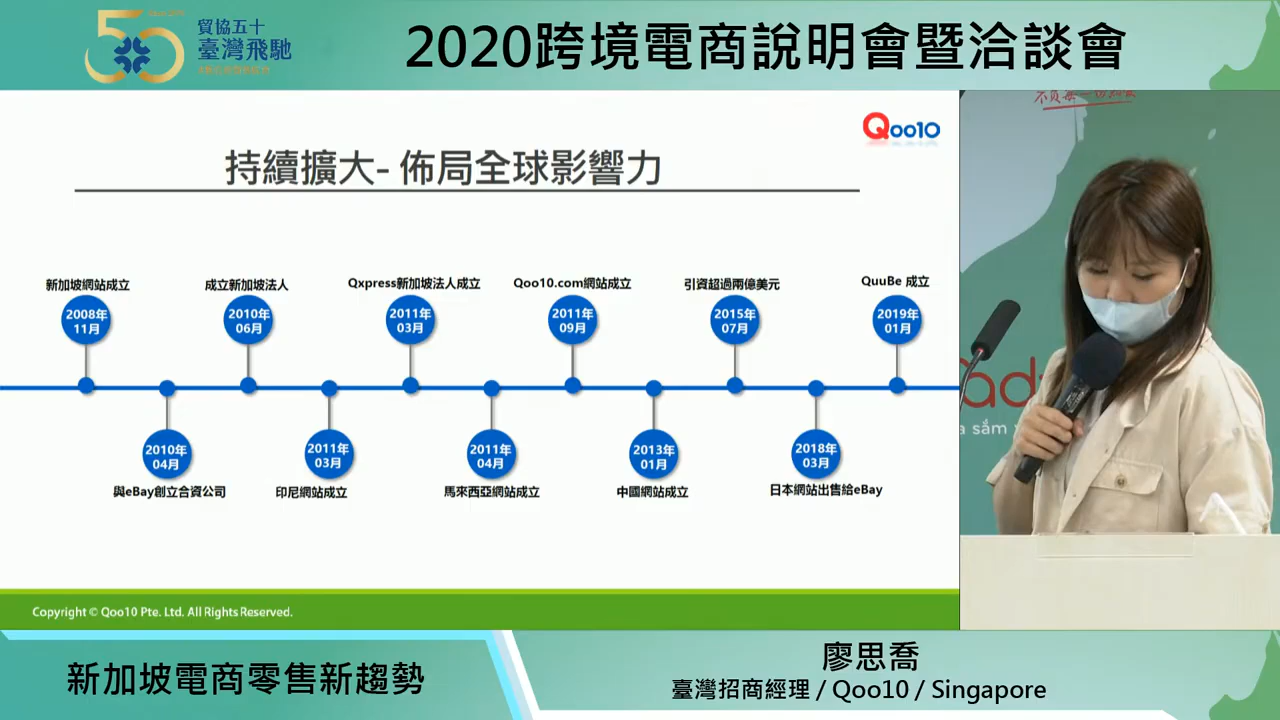 貿協五十
臺灣飛馳
2020跨境電商說明會暨洽談會
Qoo10
持續擴大- 佈局全球影響力
新加坡網站成立
2008年
11月
2010年
04月
與eBay創立合資公司
成立新加坡法人
2010年
06月
2011年
03月
印尼網站成立
Qxpress新加坡法人成立
2011年
03月
2011年
04月
馬來西亞網站成立
Qoo10.com網站成立
2011年
09月
2013年
01月
中國網站成立
引資超過兩億美元
2015年
07月
2018年
03月
日本網站出售給eBay
QuuBe 成立
2019年
01月
Copyright © Qoo10 Pte. Ltd. All Rights Reserved.
a sắm
新加坡電商零售新趨勢
廖思喬
臺灣招商經理 / Qoo10 / Singapore